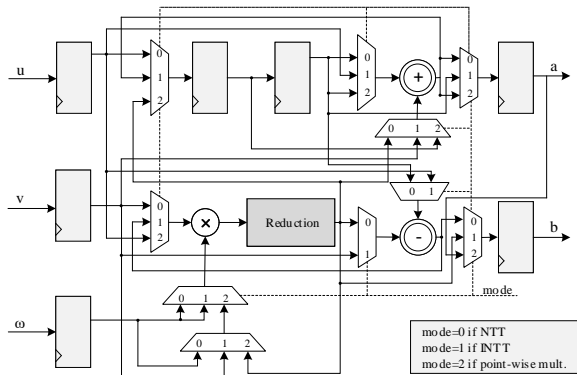 0
0
0
u
1
1
+
1
a
2
2
2
0 1 2
v
0 1
0
0
0
1
×
Reduction
-
1
b
2
1
2
mode
0 1 2
ω
0 1 2
mode=0 if NTT
mode=1 if INTT
mode=2 if point-wise mult.